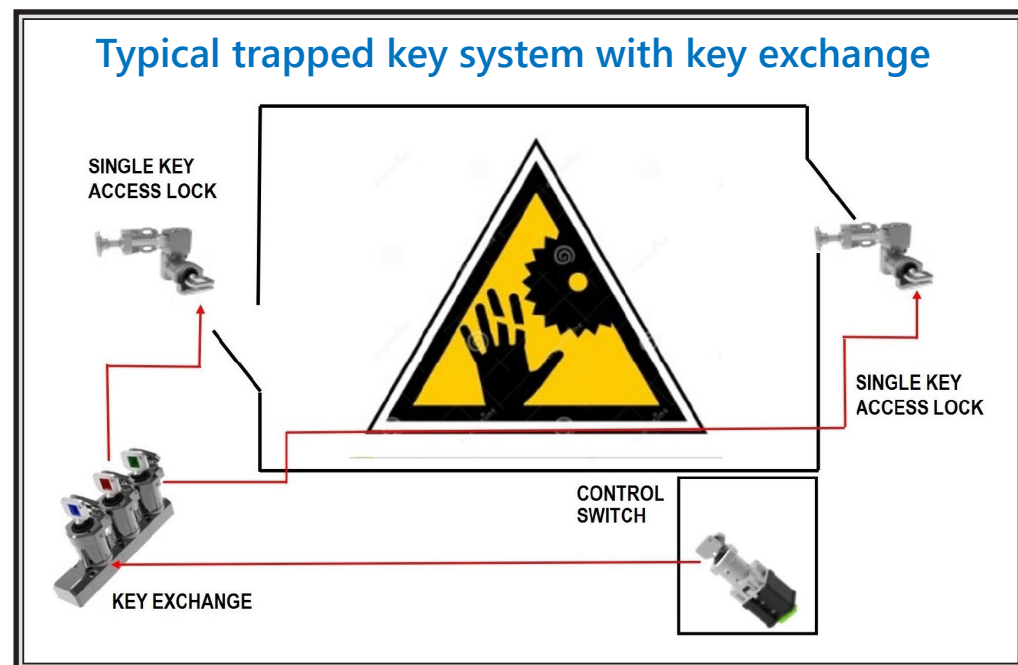 Typical trapped key system with key exchange
SINGLE KEY
ACCESS LOCK
SINGLE KEY
ACCESS LOCK
CONTROL
SWITCH
KEY EXCHANGE